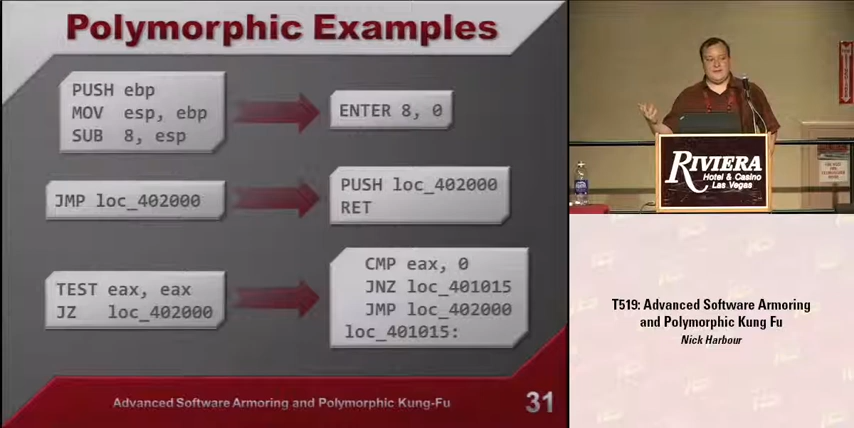 Polymorphic Examples
PUSH ebp
MOV esp, ebp
SUB 8, esp
ENTER 8, 0
JMP loc_402000
PUSH loc_402000
RET
TEST eax, eax
JZ loc_402000
CMP eax, 0
JNZ loc_401015
JMP loc_402000
loc_401015:
Advanced Software Armoring and Polymorphic Kung-Fu
31
RIVIERA
Hotel & Casino
Las Vegas
T519: Advanced Software Armoring
and Polymorphic Kung Fu
Nick Harbour